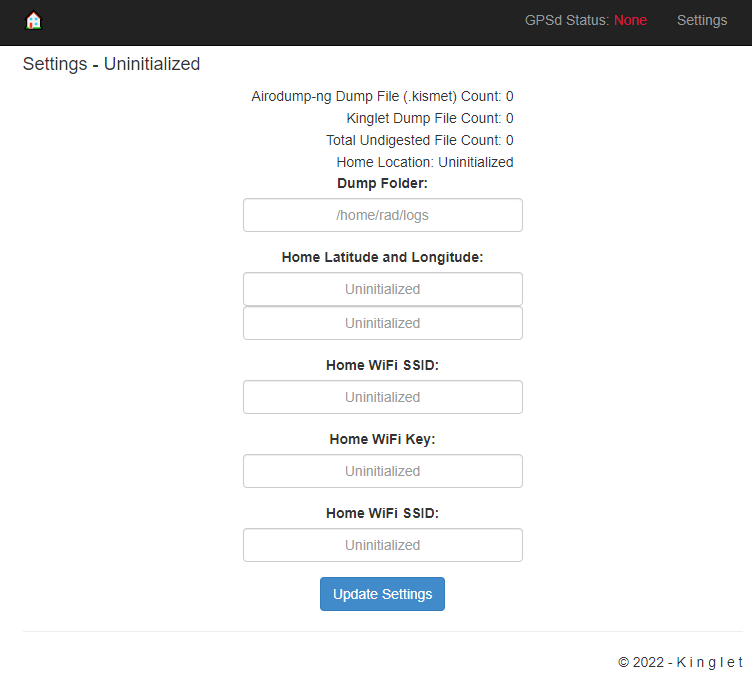 GPSd Status: None Settings
Settings - Uninitialized
Airodump-ng Dump File (.kismet) Count: 0
Kinglet Dump File Count: 0
Total Undigested File Count: 0
Home Location: Uninitialized
Dump Folder:
/home/rad/logs
Home Latitude and Longitude:
Uninitialized
Uninitialized
Home WiFi SSID:
Uninitialized
Home WiFi Key:
Uninitialized
Home WiFi SSID:
Uninitialized
Update Settings
© 2022 - K i n g l e t